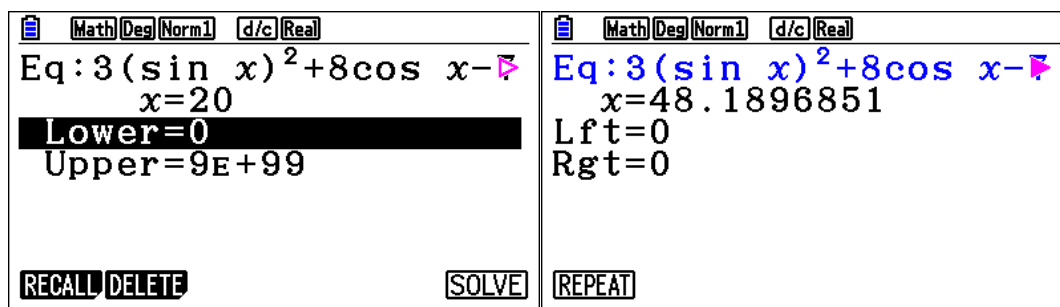 Math Deg Norm1 d/c Real
Eq:3(sin x)²+8cos x-
x=20
Lower=0
Upper=9E+99
RECALL DELETE SOLVE
Math Deg Norm1 d/c Real
Eq:3(sin x)²+8cos x-
x=48.1896851
Lft=0
Rgt=0
REPEAT